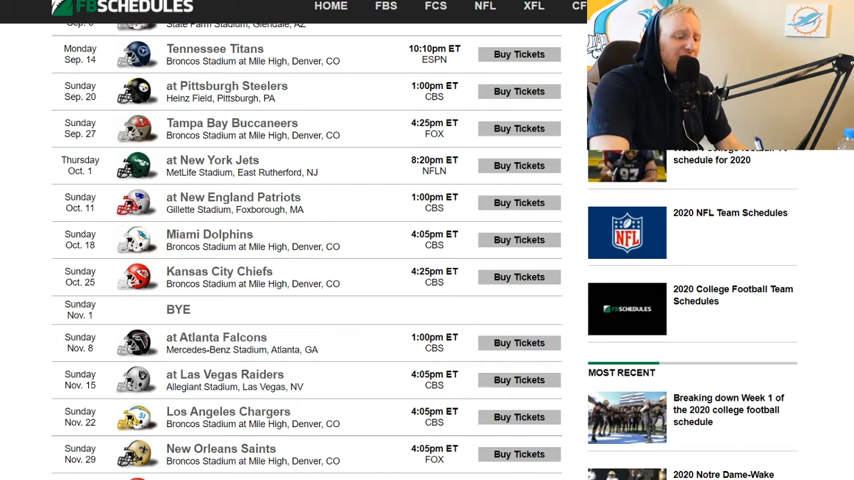 FBSCHEDULES HOME FBS FCS NFL XFL CF
State Farm Stadium, Glendale, AZ
Monday
Sep. 14
Tennessee Titans
Broncos Stadium at Mile High, Denver, CO
10:10pm ET
ESPN
Buy Tickets
Sunday
Sep. 20
at Pittsburgh Steelers
Heinz Field, Pittsburgh, PA
1:00pm ET
CBS
Buy Tickets
Sunday
Sep. 27
Tampa Bay Buccaneers
Broncos Stadium at Mile High, Denver, CO
4:25pm ET
FOX
Buy Tickets
Thursday
Oct. 1
at New York Jets
MetLife Stadium, East Rutherford, NJ
8:20pm ET
NFLN
Buy Tickets
Sunday
Oct. 11
at New England Patriots
Gillette Stadium, Foxborough, MA
1:00pm ET
CBS
Buy Tickets
Sunday
Oct. 18
Miami Dolphins
Broncos Stadium at Mile High, Denver, CO
4:05pm ET
CBS
Buy Tickets
Sunday
Oct. 25
Kansas City Chiefs
Broncos Stadium at Mile High, Denver, CO
4:25pm ET
CBS
Buy Tickets
Sunday
Nov. 1
BYE
Sunday
Nov. 8
at Atlanta Falcons
Mercedes-Benz Stadium, Atlanta, GA
1:00pm ET
CBS
Buy Tickets
Sunday
Nov. 15
at Las Vegas Raiders
Allegiant Stadium, Las Vegas, NV
4:05pm ET
CBS
Buy Tickets
Sunday
Nov. 22
Los Angeles Chargers
Broncos Stadium at Mile High, Denver, CO
4:05pm ET
CBS
Buy Tickets
Sunday
Nov. 29
New Orleans Saints
Broncos Stadium at Mile High, Denver, CO
4:05pm ET
FOX
Buy Tickets
97
schedule for 2020
NFL
2020 NFL Team Schedules
FBSCHEDULES
2020 College Football Team
Schedules
MOST RECENT
Breaking down Week 1 of
the 2020 college football
schedule
2020 Notre Dame-Wake